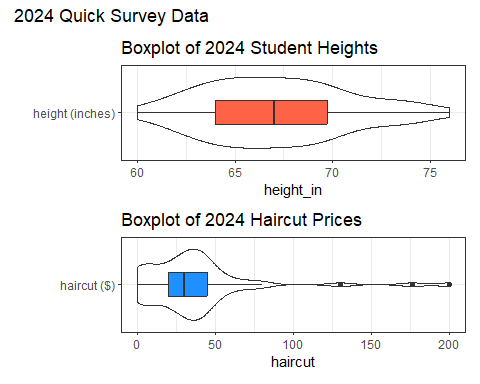 2024 Quick Survey Data
Boxplot of 2024 Student Heights
height (inches)
60 65 70 75
height_in
Boxplot of 2024 Haircut Prices
haircut ($)
0 50 100 150 200
haircut